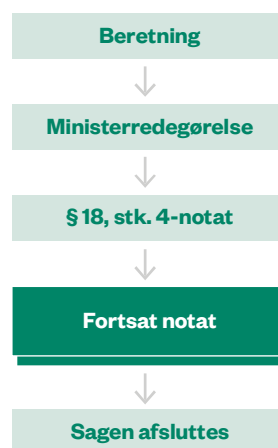 Beretning
Ministerredegørelse
§ 18, stk. 4-notat
Fortsat notat
Sagen afsluttes